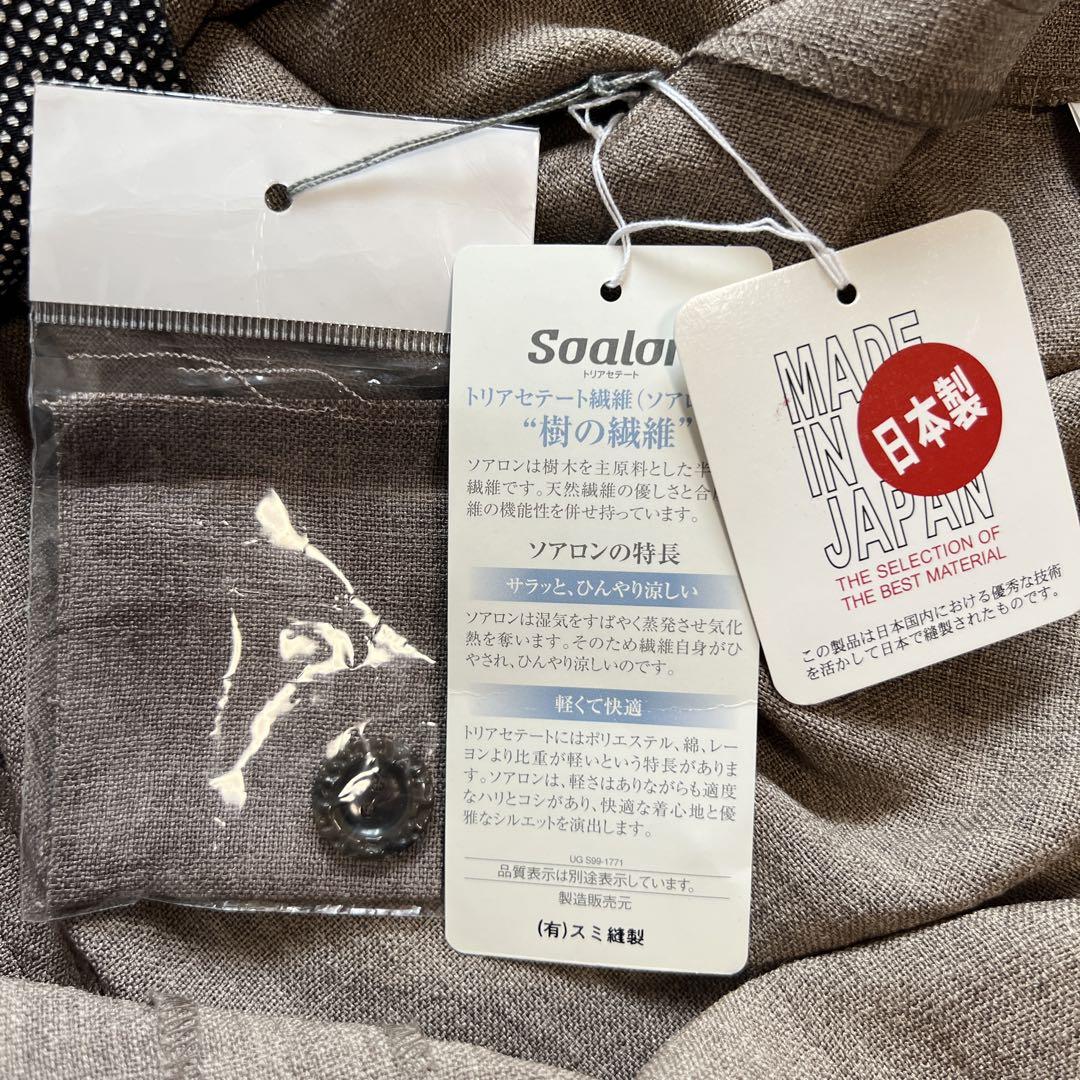 Soalon
トリアセテート
トリアセテート繊維(ソアロ
“樹の繊維”
ソアロンは樹木を主原料とした半
繊維です。天然繊維の優しさと合成
維の機能性を併せ持っています。
ソアロンの特長
サラッと、ひんやり涼しい
ソアロンは湿気をすばやく蒸発させ気化
熱を奪います。そのため繊維自身がひ
やされ、ひんやり涼しいのです。
軽くて快適
トリアセテートにはポリエステル、綿、レー
ヨンより比重が軽いという特長がありま
す。ソアロンは、軽さはありながらも適度
なハリとコシがあり、快適な着心地と優
雅なシルエットを演出します。
UG S99-1771
品質表示は別途表示しています。
製造販売元
(有)スミ縫製
MADE
IN
JAPAN
日本製
THE SELECTION OF
THE BEST MATERIAL
この製品は日本国内における優秀な技術
を活かして日本で縫製されたものです。